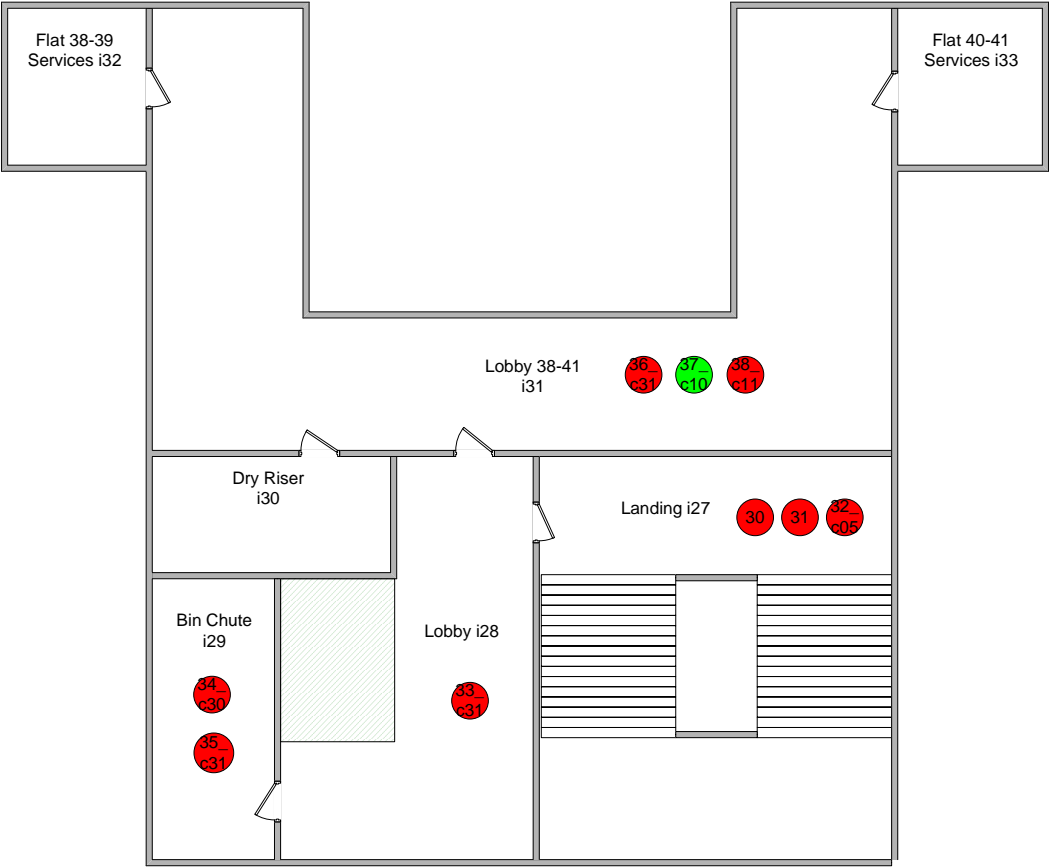 Flat 38-39
Services i32
Flat 40-41
Services i33
Lobby 38-41
i31
36_
c31
37_
c10
38_
c11
Dry Riser
i30
Landing i27
30
31
32_
c05
Bin Chute
i29
Lobby i28
34_
c30
33_
c31
35_
c31